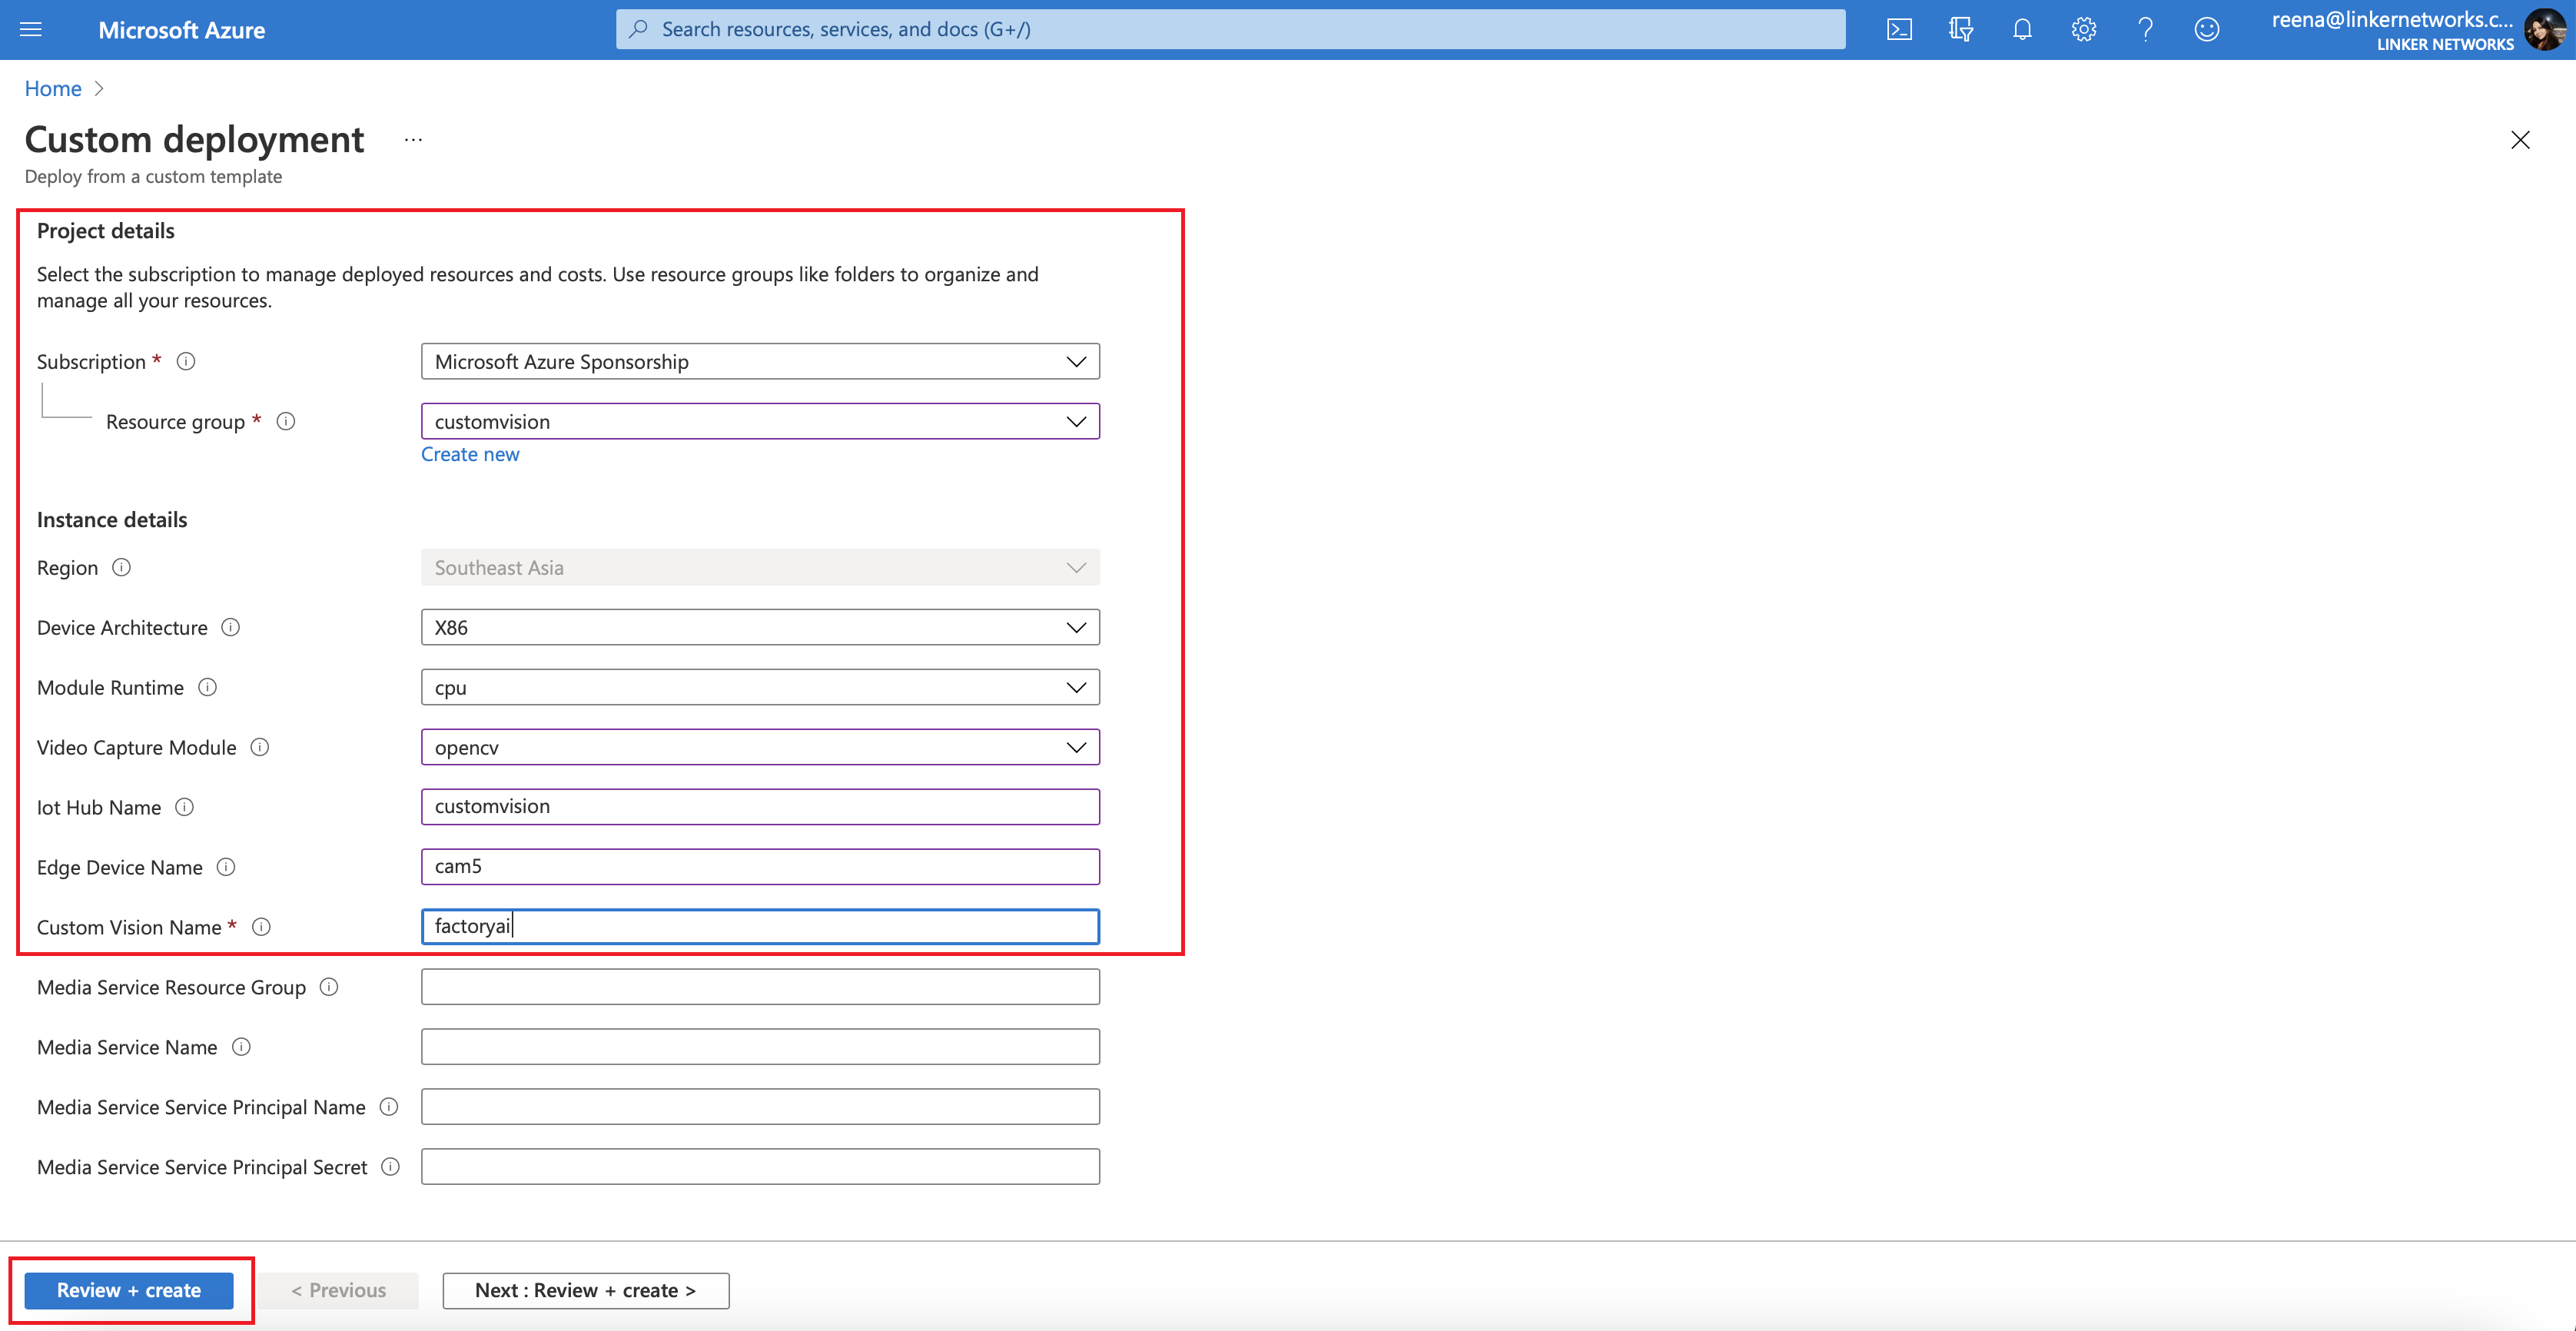 Microsoft Azure
Search resources, services, and docs (G+/)
reena@linkernetworks.c...
LINKER NETWORKS
Home >
Custom deployment ...
Deploy from a custom template
Project details
Select the subscription to manage deployed resources and costs. Use resource groups like folders to organize and
manage all your resources.
Subscription * Microsoft Azure Sponsorship
Resource group * customvision
Create new
Instance details
Region Southeast Asia
Device Architecture X86
Module Runtime cpu
Video Capture Module opencv
Iot Hub Name customvision
Edge Device Name cam5
Custom Vision Name * factoryai
Media Service Resource Group
Media Service Name
Media Service Service Principal Name
Media Service Service Principal Secret
Review + create < Previous Next : Review + create >